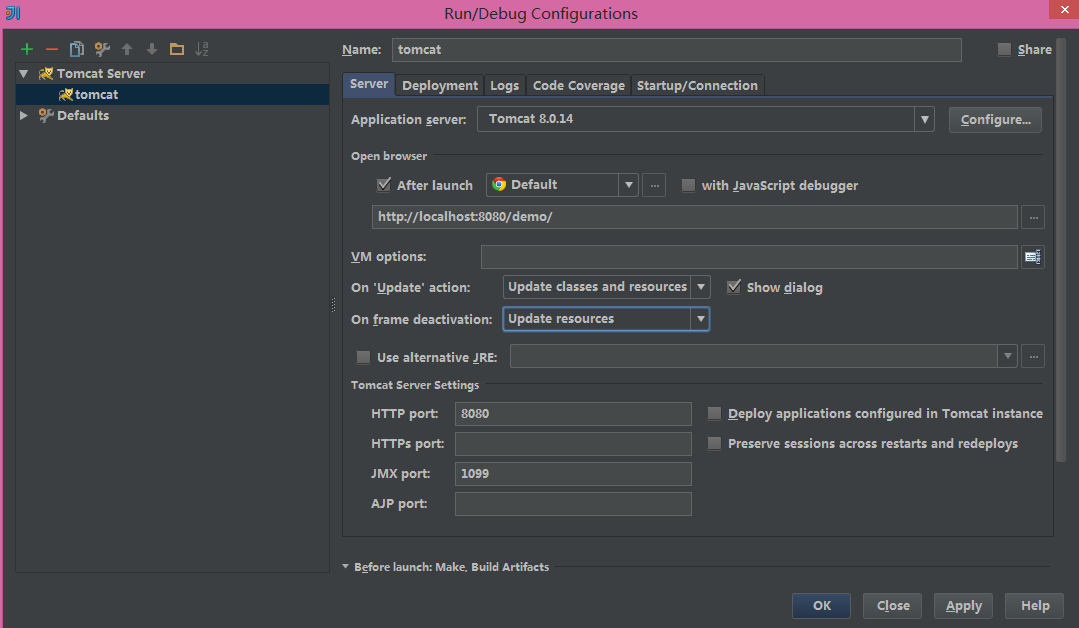 Run/Debug Configurations
Name: tomcat Share
Tomcat Server
tomcat
Defaults
Server Deployment Logs Code Coverage Startup/Connection
Application server: Tomcat 8.0.14 Configure...
Open browser
After launch Default ... with JavaScript debugger
http://localhost:8080/demo/ ...
VM options:
On 'Update' action: Update classes and resources Show dialog
On frame deactivation: Update resources
Use alternative JRE: ...
Tomcat Server Settings
HTTP port: 8080 Deploy applications configured in Tomcat instance
HTTPs port: Preserve sessions across restarts and redeploys
JMX port: 1099
AJP port:
Before launch: Make, Build Artifacts
OK Close Apply Help